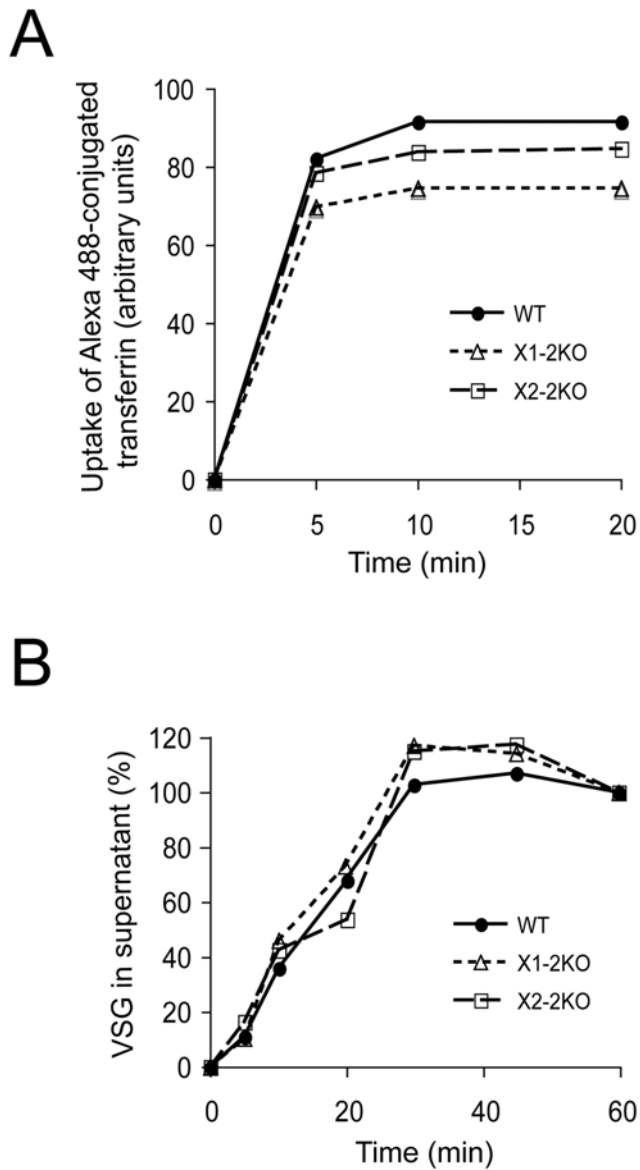 A
Uptake of Alexa 488-conjugated
transferrin (arbitrary units)
100
80
60
40
20
0
WT
X1-2KO
X2-2KO
0 5 10 15 20
Time (min)
B
VSG in supernatant (%)
120
100
80
60
40
20
0
WT
X1-2KO
X2-2KO
0 20 40 60
Time (min)